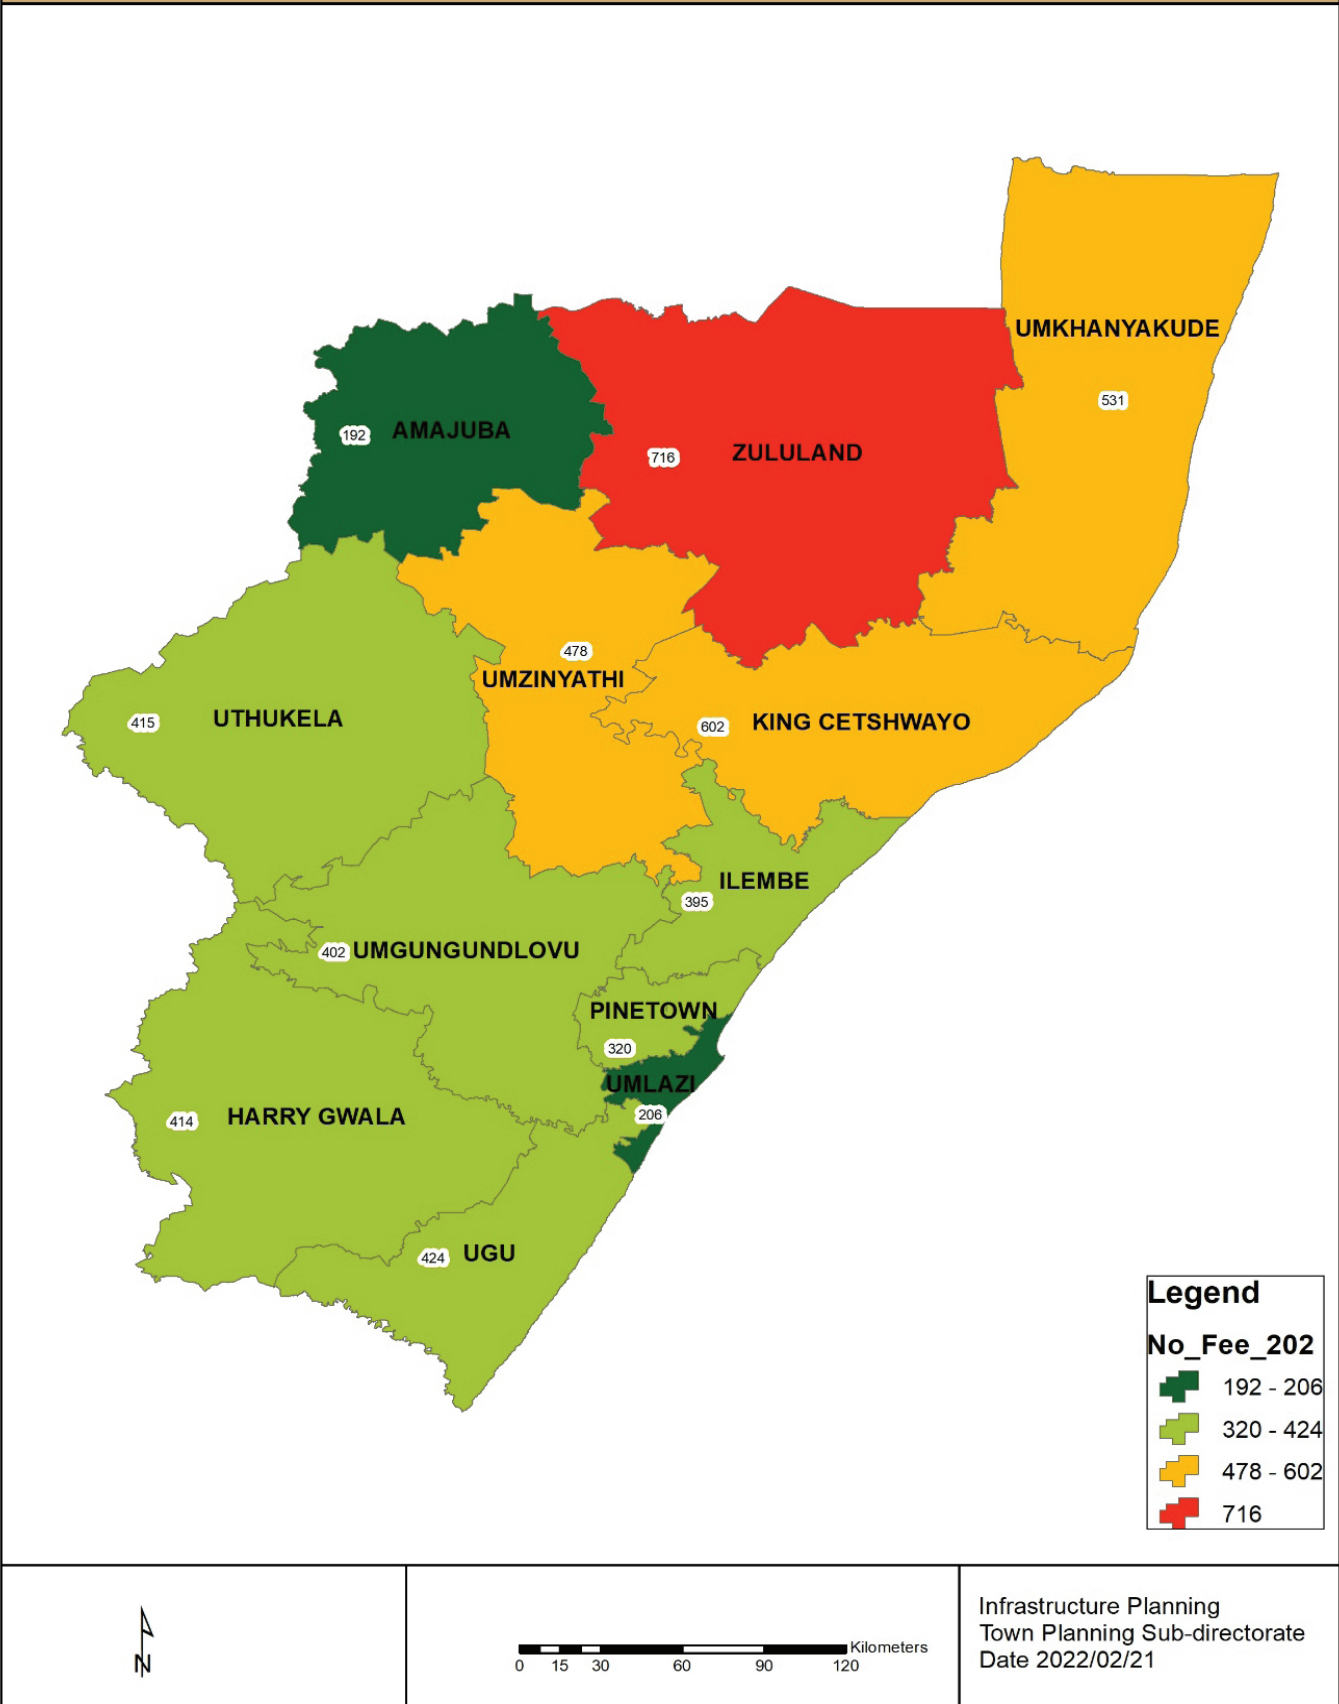 UMKHANYAKUDE
531
192 AMAJUBA
716 ZULULAND
478
UMZINYATHI
415 UTHUKELA
602 KING CETSHWAYO
ILEMBE
395
402 UMGUNGUNDLOVU
PINETOWN
320
UMLAZI
206
414 HARRY GWALA
424 UGU
Legend
No_Fee_202
192 - 206
320 - 424
478 - 602
716
N
Kilometers
0 15 30 60 90 120
Infrastructure Planning
Town Planning Sub-directorate
Date 2022/02/21